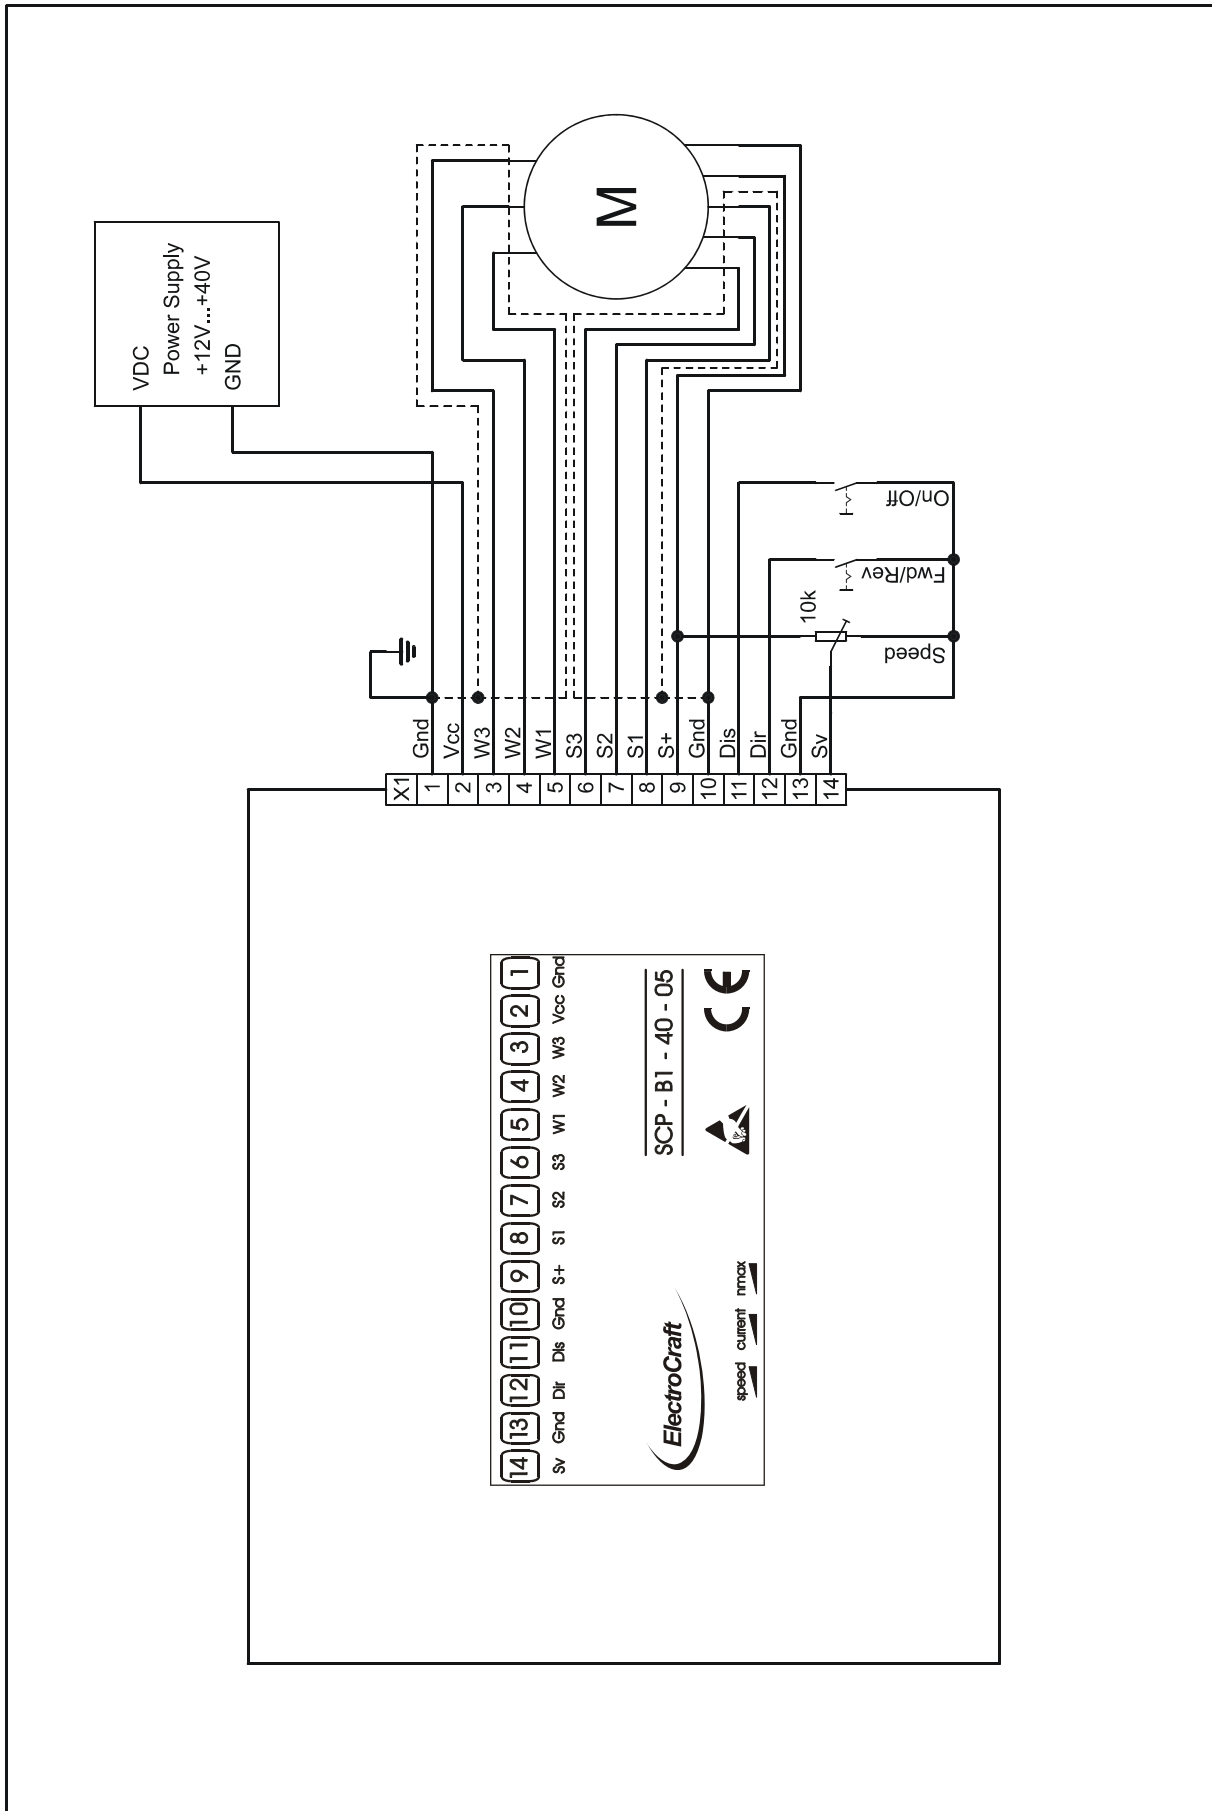 VDC
Power Supply
+12V...+40V
GND
M
On/Off
Fwd/Rev
10k
Speed
Gnd
Vcc
W3
W2
W1
S3
S2
S1
S+
Gnd
Dis
Dir
Gnd
Sv
X1
1
2
3
4
5
6
7
8
9
10
11
12
13
14
14 13 12 11 10 9 8 7 6 5 4 3 2 1
Sv Gnd Dir Dis Gnd S+ S1 S2 S3 W1 W2 W3 Vcc Gnd
ElectroCraft
SCP - B1 - 40 - 05
speed current nmax
CE